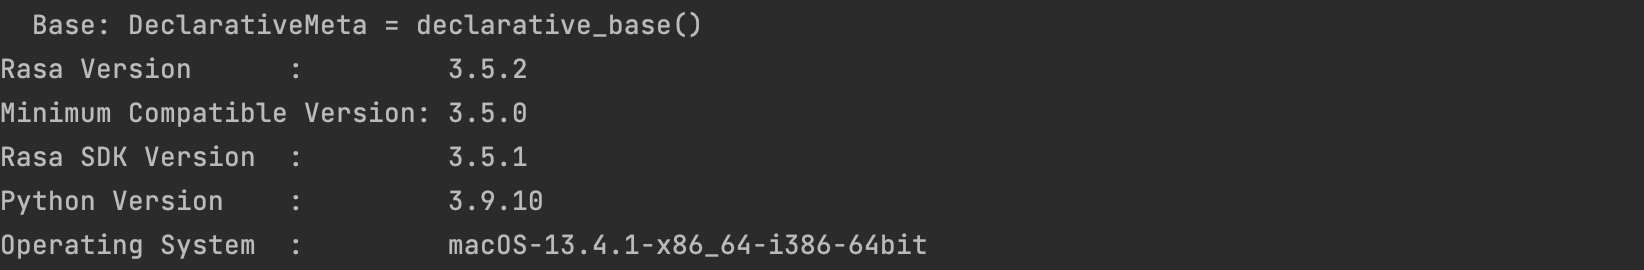 Base: DeclarativeMeta = declarative_base()
Rasa Version      :         3.5.2
Minimum Compatible Version: 3.5.0
Rasa SDK Version  :         3.5.1
Python Version    :         3.9.10
Operating System  :         macOS-13.4.1-x86_64-i386-64bit